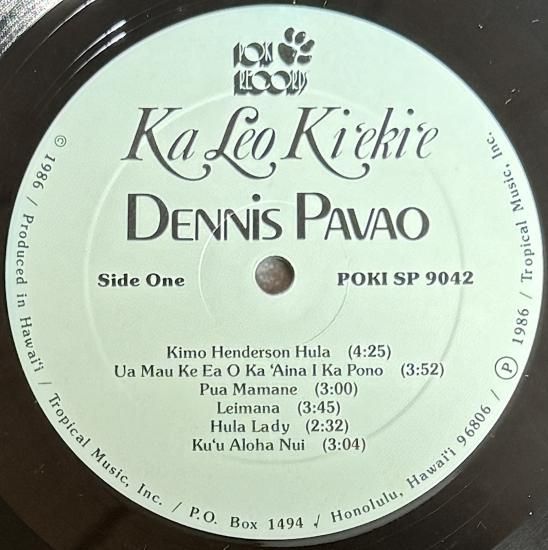 POKI
RECORDS
Ka Leo Ki‘eki‘e
DENNIS PAVAO
Side One
POKI SP 9042
Kimo Henderson Hula (4:25)
Ua Mau Ke Ea O Ka ‘Aina I Ka Pono (3:52)
Pua Mamane (3:00)
Leimana (3:45)
Hula Lady (2:32)
Ku‘u Aloha Nui (3:04)
© 1986 / Produced in Hawai‘i / Tropical Music, Inc. / P.O. Box 1494 / Honolulu, Hawai‘i 96806 / ℗ 1986 / Tropical Music, Inc.